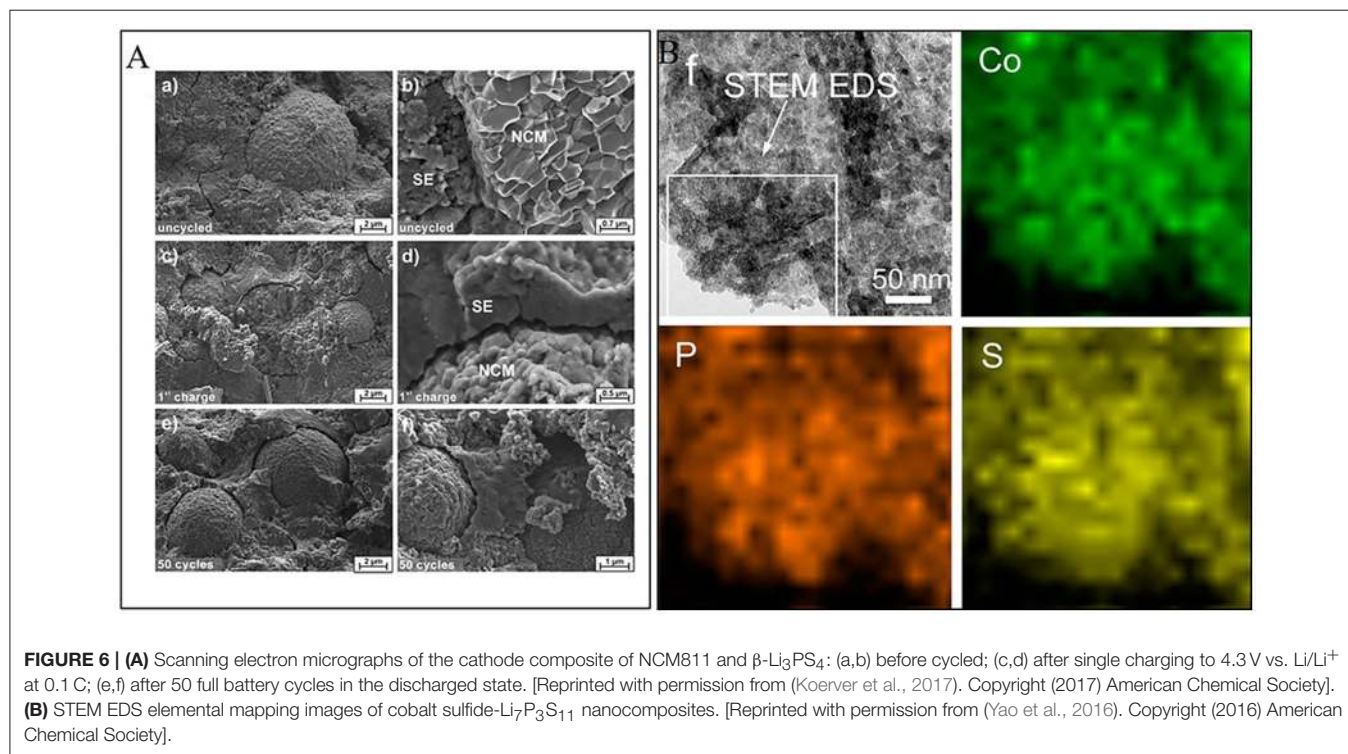 A
a)
uncycled
2 µm
b)
NCM
SE
uncycled
0.7 µm
c)
1st charge
2 µm
d)
SE
NCM
1st charge
0.5 µm
e)
50 cycles
2 µm
f)
50 cycles
1 µm
B
f
STEM EDS
50 nm
Co
P
S
FIGURE 6 | (A) Scanning electron micrographs of the cathode composite of NCM811 and β-Li₃PS₄: (a,b) before cycled; (c,d) after single charging to 4.3 V vs. Li/Li⁺
at 0.1 C; (e,f) after 50 full battery cycles in the discharged state. [Reprinted with permission from (Koerver et al., 2017). Copyright (2017) American Chemical Society].
(B) STEM EDS elemental mapping images of cobalt sulfide-Li₇P₃S₁₁ nanocomposites. [Reprinted with permission from (Yao et al., 2016). Copyright (2016) American
Chemical Society].